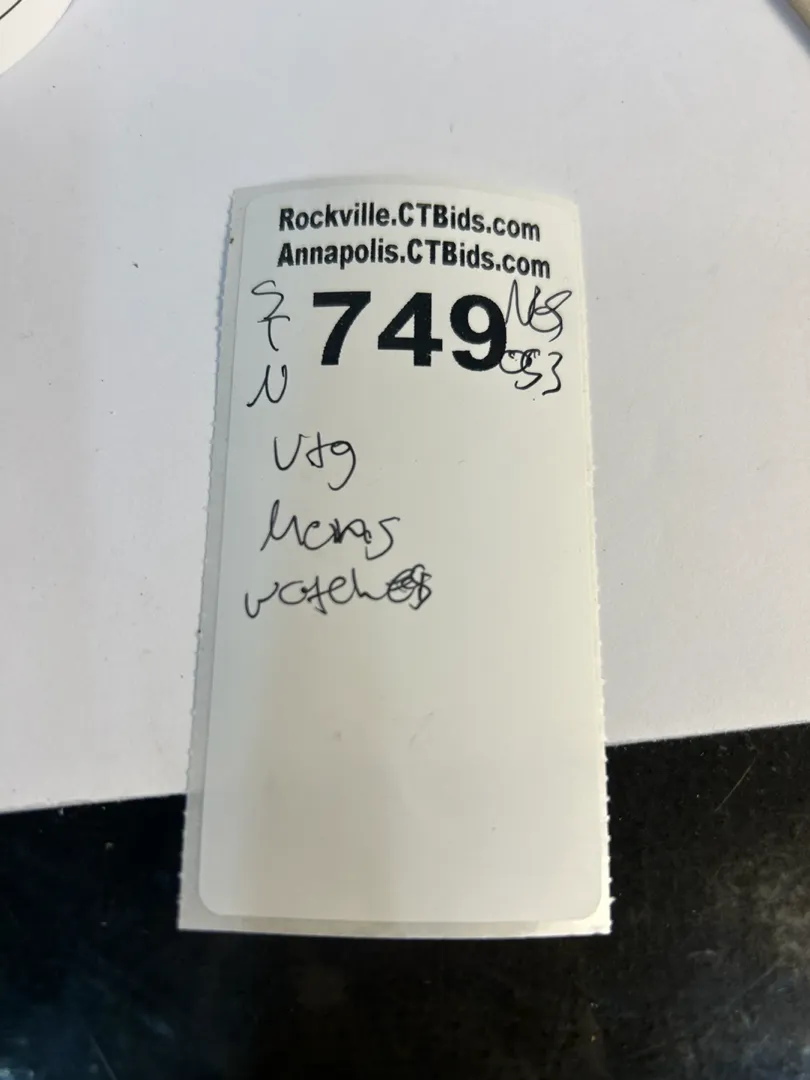 Rockville.CTBids.com
Annapolis.CTBids.com
S
T
N
749
Vtg
Mens
watches